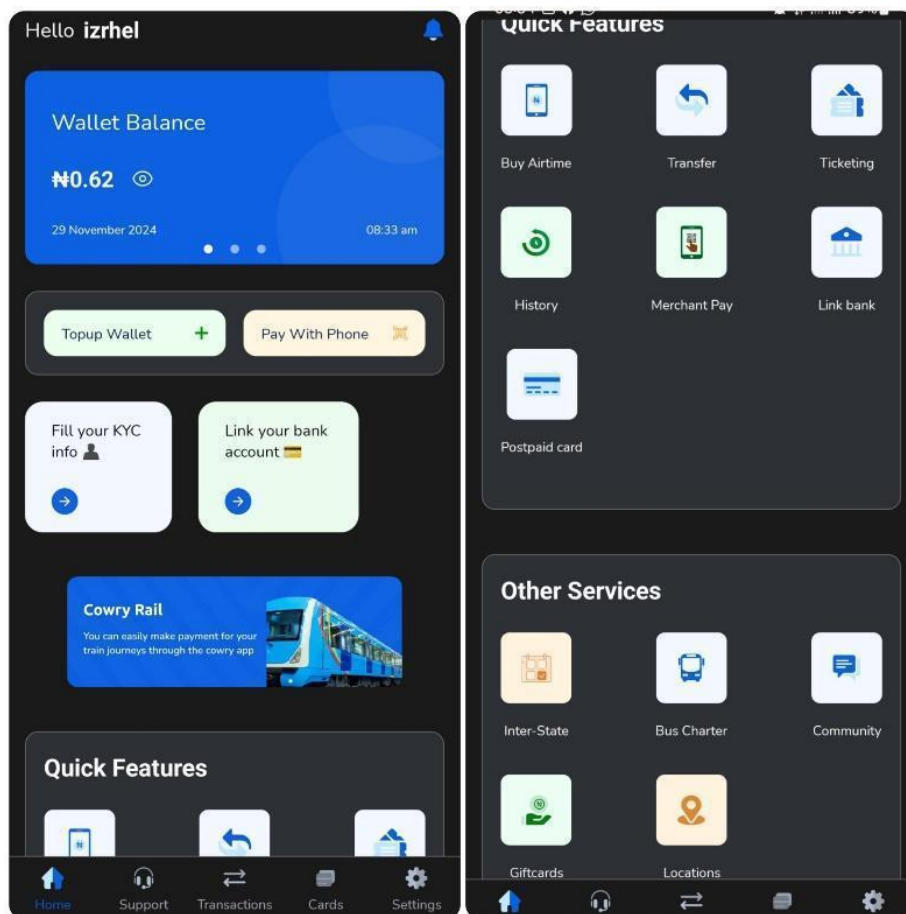 Hello izrhel
Wallet Balance
₦0.62
29 November 2024
08:33 am
Topup Wallet +
Pay With Phone
Fill your KYC
info
Link your bank
account
Cowry Rail
You can easily make payment for your
train journeys through the cowry app
Quick Features
Home
Support
Transactions
Cards
Settings
Quick Features
Buy Airtime
Transfer
Ticketing
History
Merchant Pay
Link bank
Postpaid card
Other Services
Inter-State
Bus Charter
Community
Giftcards
Locations